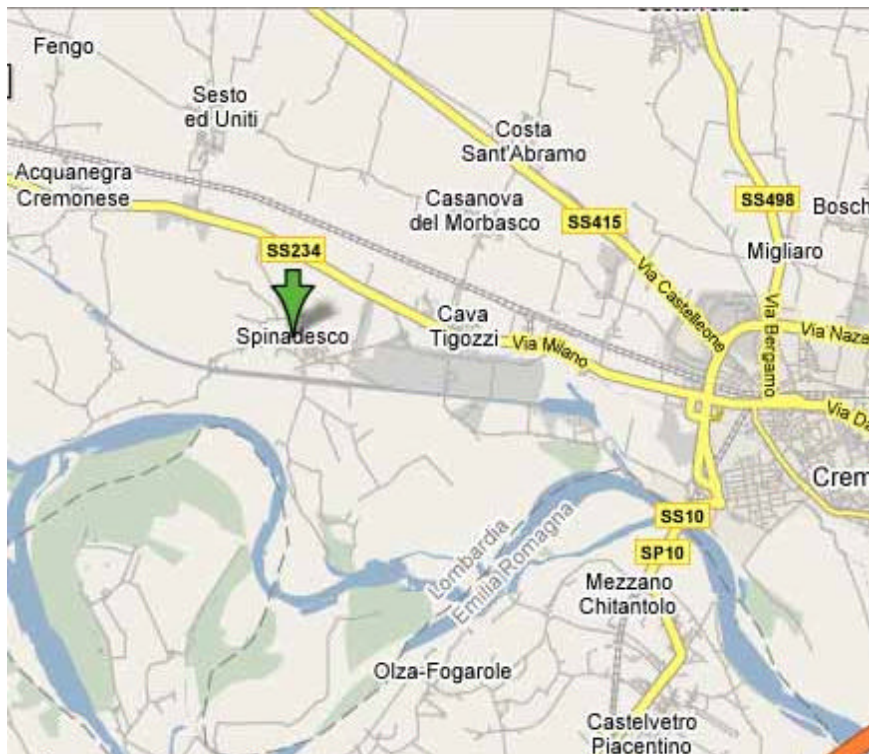 Fengo
Sesto
ed Uniti
Costa
Sant'Abramo
Acquanegra
Cremonese
Casanova
del Morbasco
SS498
SS415
Bosch
SS234
Migliaro
Via Castelleone
Cava
Tigozzi
Spinadesco
Via Milano
Via Bergamo
Via Naza
Via Da
Crem
SS10
Lombardia
Emilia Romagna
SP10
Mezzano
Chitantolo
Olza-Fogarole
Castelvetro
Piacentino